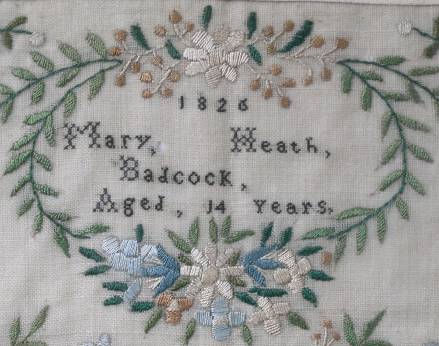 1826
Mary, Heath,
Badcock,
Aged, 14 Years.